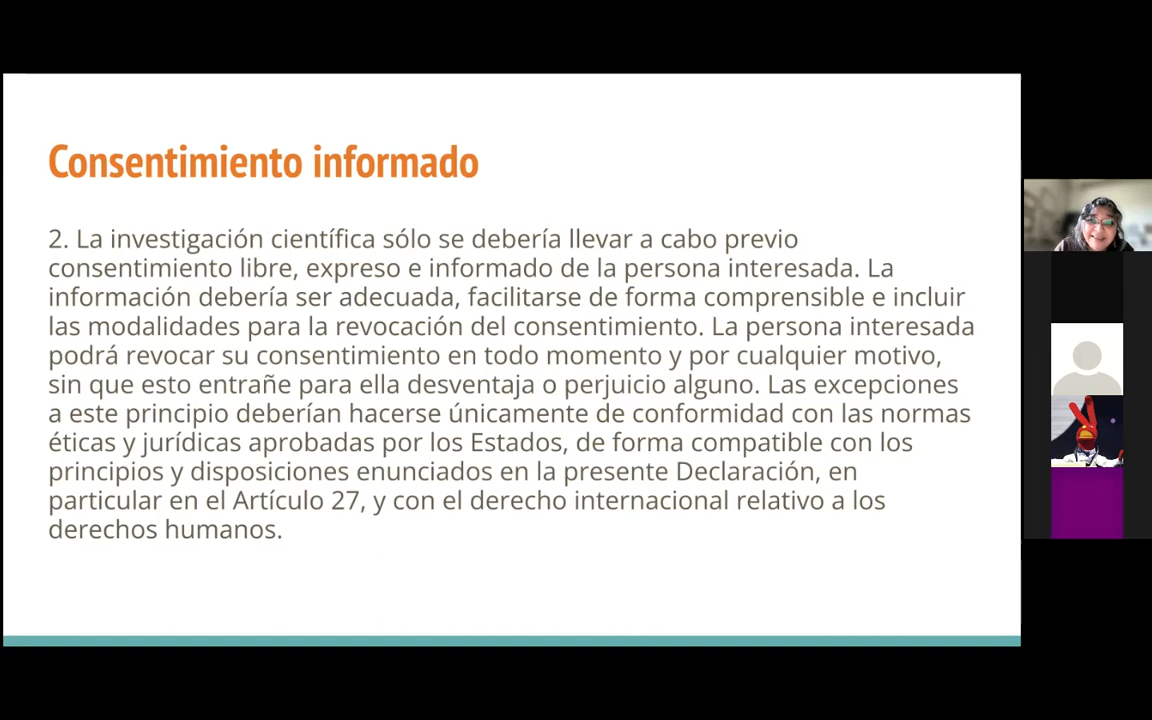 Consentimiento informado
2. La investigación científica sólo se debería llevar a cabo previo
consentimiento libre, expreso e informado de la persona interesada. La
información debería ser adecuada, facilitarse de forma comprensible e incluir
las modalidades para la revocación del consentimiento. La persona interesada
podrá revocar su consentimiento en todo momento y por cualquier motivo,
sin que esto entrañe para ella desventaja o perjuicio alguno. Las excepciones
a este principio deberían hacerse únicamente de conformidad con las normas
éticas y jurídicas aprobadas por los Estados, de forma compatible con los
principios y disposiciones enunciados en la presente Declaración, en
particular en el Artículo 27, y con el derecho internacional relativo a los
derechos humanos.